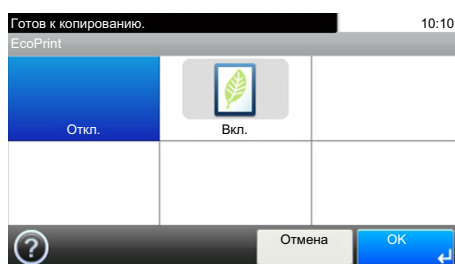 Готов к копированию. 10:10
EcoPrint
Откл. Вкл.
?
Отмена OK